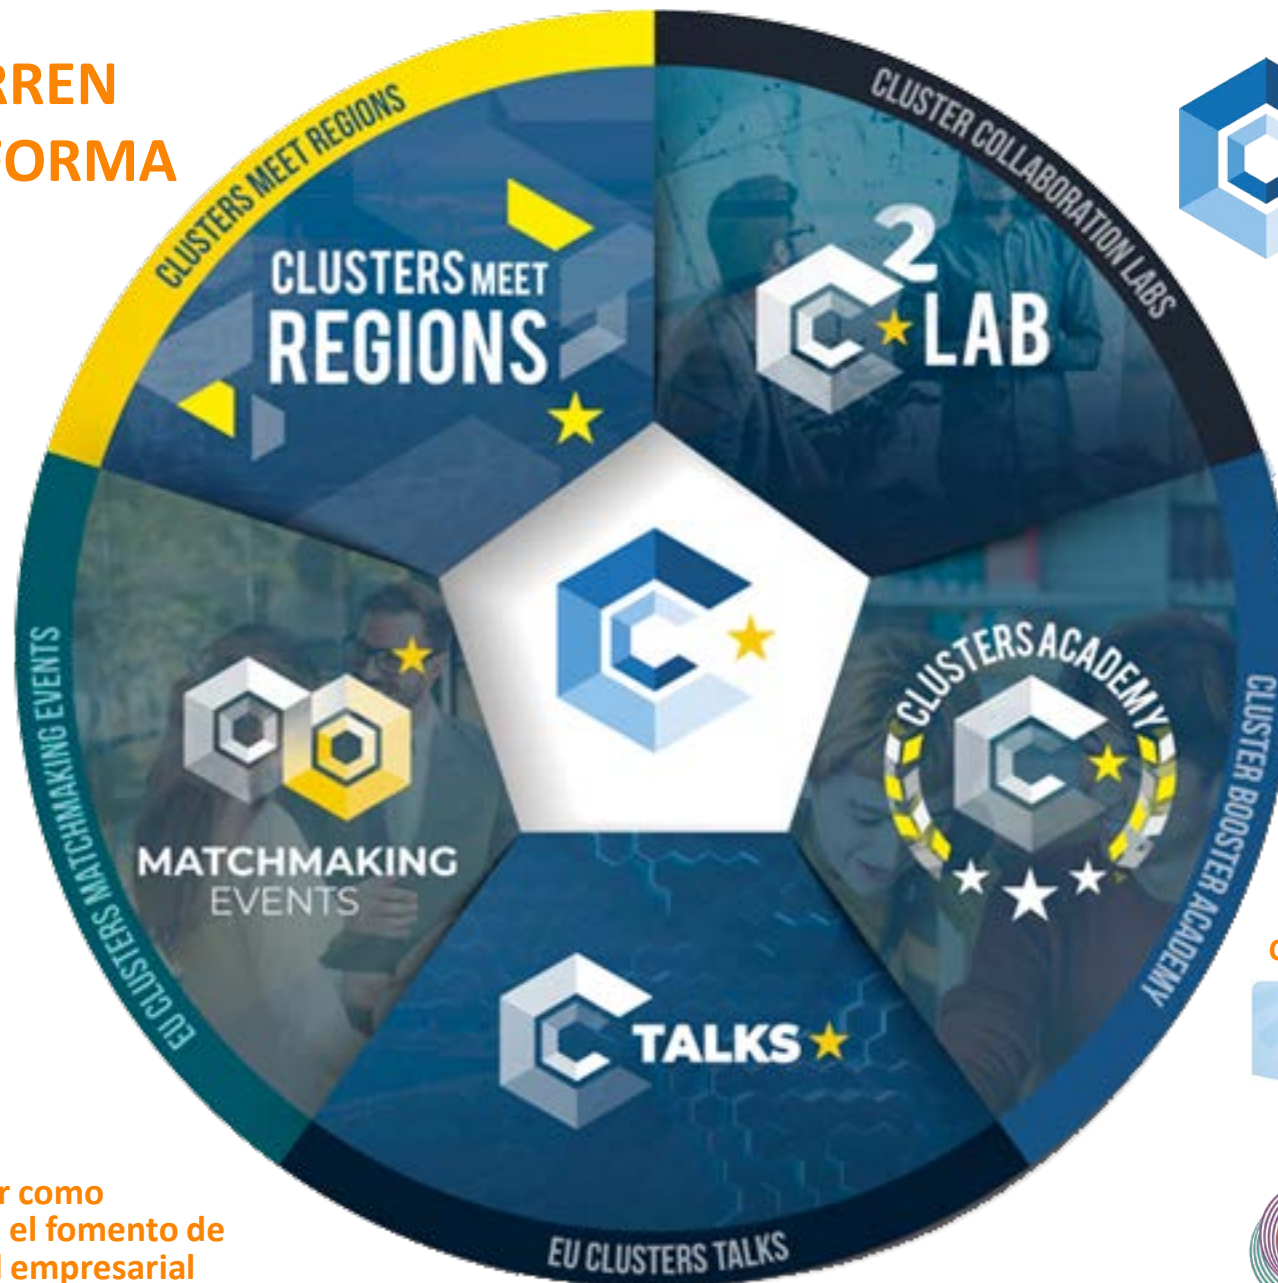 RREN
FORMA
CLUSTERS MEET REGIONS
CLUSTERS MEET
REGIONS
CLUSTER COLLABORATION LABS
2
LAB
EU CLUSTERS MATCHMAKING EVENTS
MATCHMAKING
EVENTS
CLUSTERS ACADEMY
CLUSTER BOOSTER ACADEMY
TALKS
EU CLUSTERS TALKS
r como
el fomento de
l empresarial